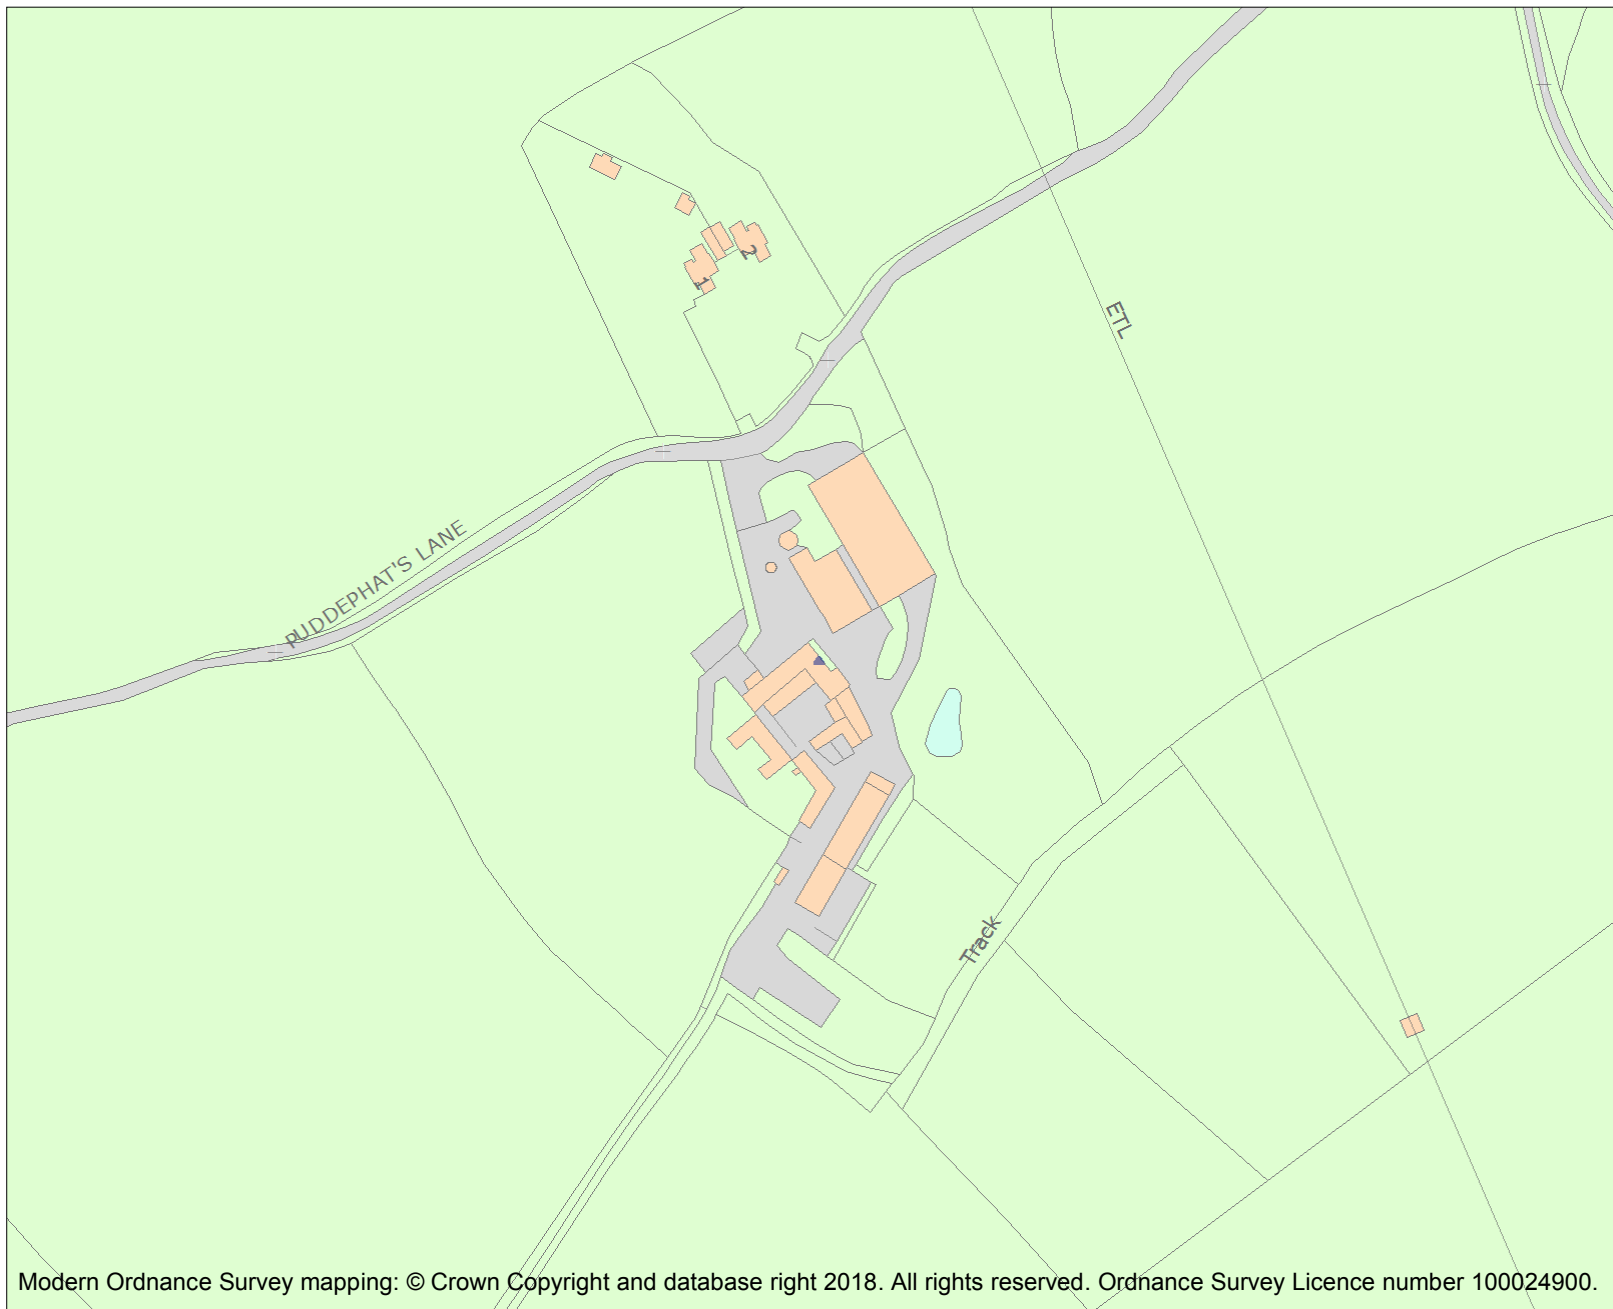 2
1
ETL
PUDDEPHAT'S LANE
Track
Modern Ordnance Survey mapping: © Crown Copyright and database right 2018. All rights reserved. Ordnance Survey Licence number 100024900.